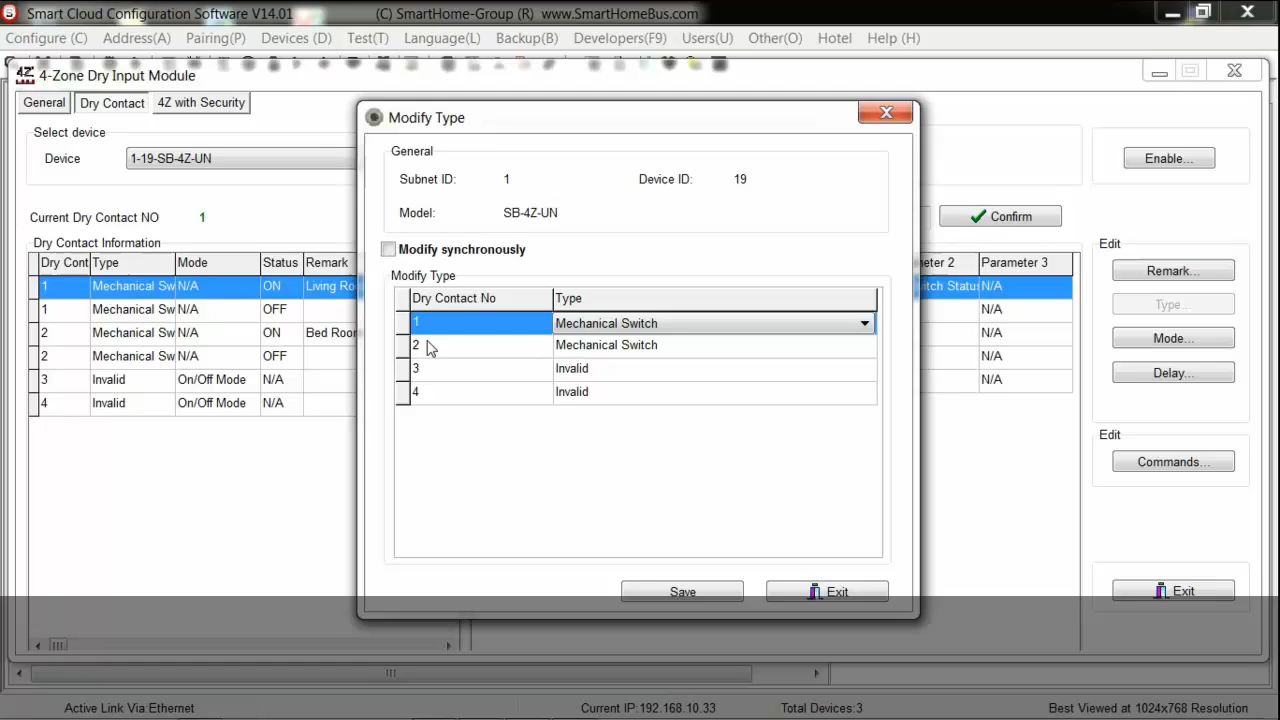 Smart Cloud Configuration Software V14.01 (C) SmartHome-Group (R) www.SmartHomeBus.com
Configure (C) Address(A) Pairing(P) Devices (D) Test(T) Language(L) Backup(B) Developers(F9) Users(U) Other(O) Hotel Help (H)
4Z 4-Zone Dry Input Module
General Dry Contact 4Z with Security
Select device
Device 1-19-SB-4Z-UN
Current Dry Contact NO 1
Dry Contact Information
Dry Cont Type Mode Status Remark
1 Mechanical Sw N/A ON Living Roo
1 Mechanical Sw N/A OFF
2 Mechanical Sw N/A ON Bed Room
2 Mechanical Sw N/A OFF
3 Invalid On/Off Mode N/A
4 Invalid On/Off Mode N/A
Modify Type
General
Subnet ID: 1 Device ID: 19
Model: SB-4Z-UN
Modify synchronously
Modify Type
Dry Contact No Type
1 Mechanical Switch
2 Mechanical Switch
3 Invalid
4 Invalid
Save Exit
Enable...
Confirm
meter 2 Parameter 3
itch Status N/A
N/A
N/A
N/A
N/A
Edit
Remark...
Type...
Mode...
Delay...
Edit
Commands...
Exit
Active Link Via:Ethernet Current IP:192.168.10.33 Total Devices:3 Best Viewed at 1024x768 Resolution